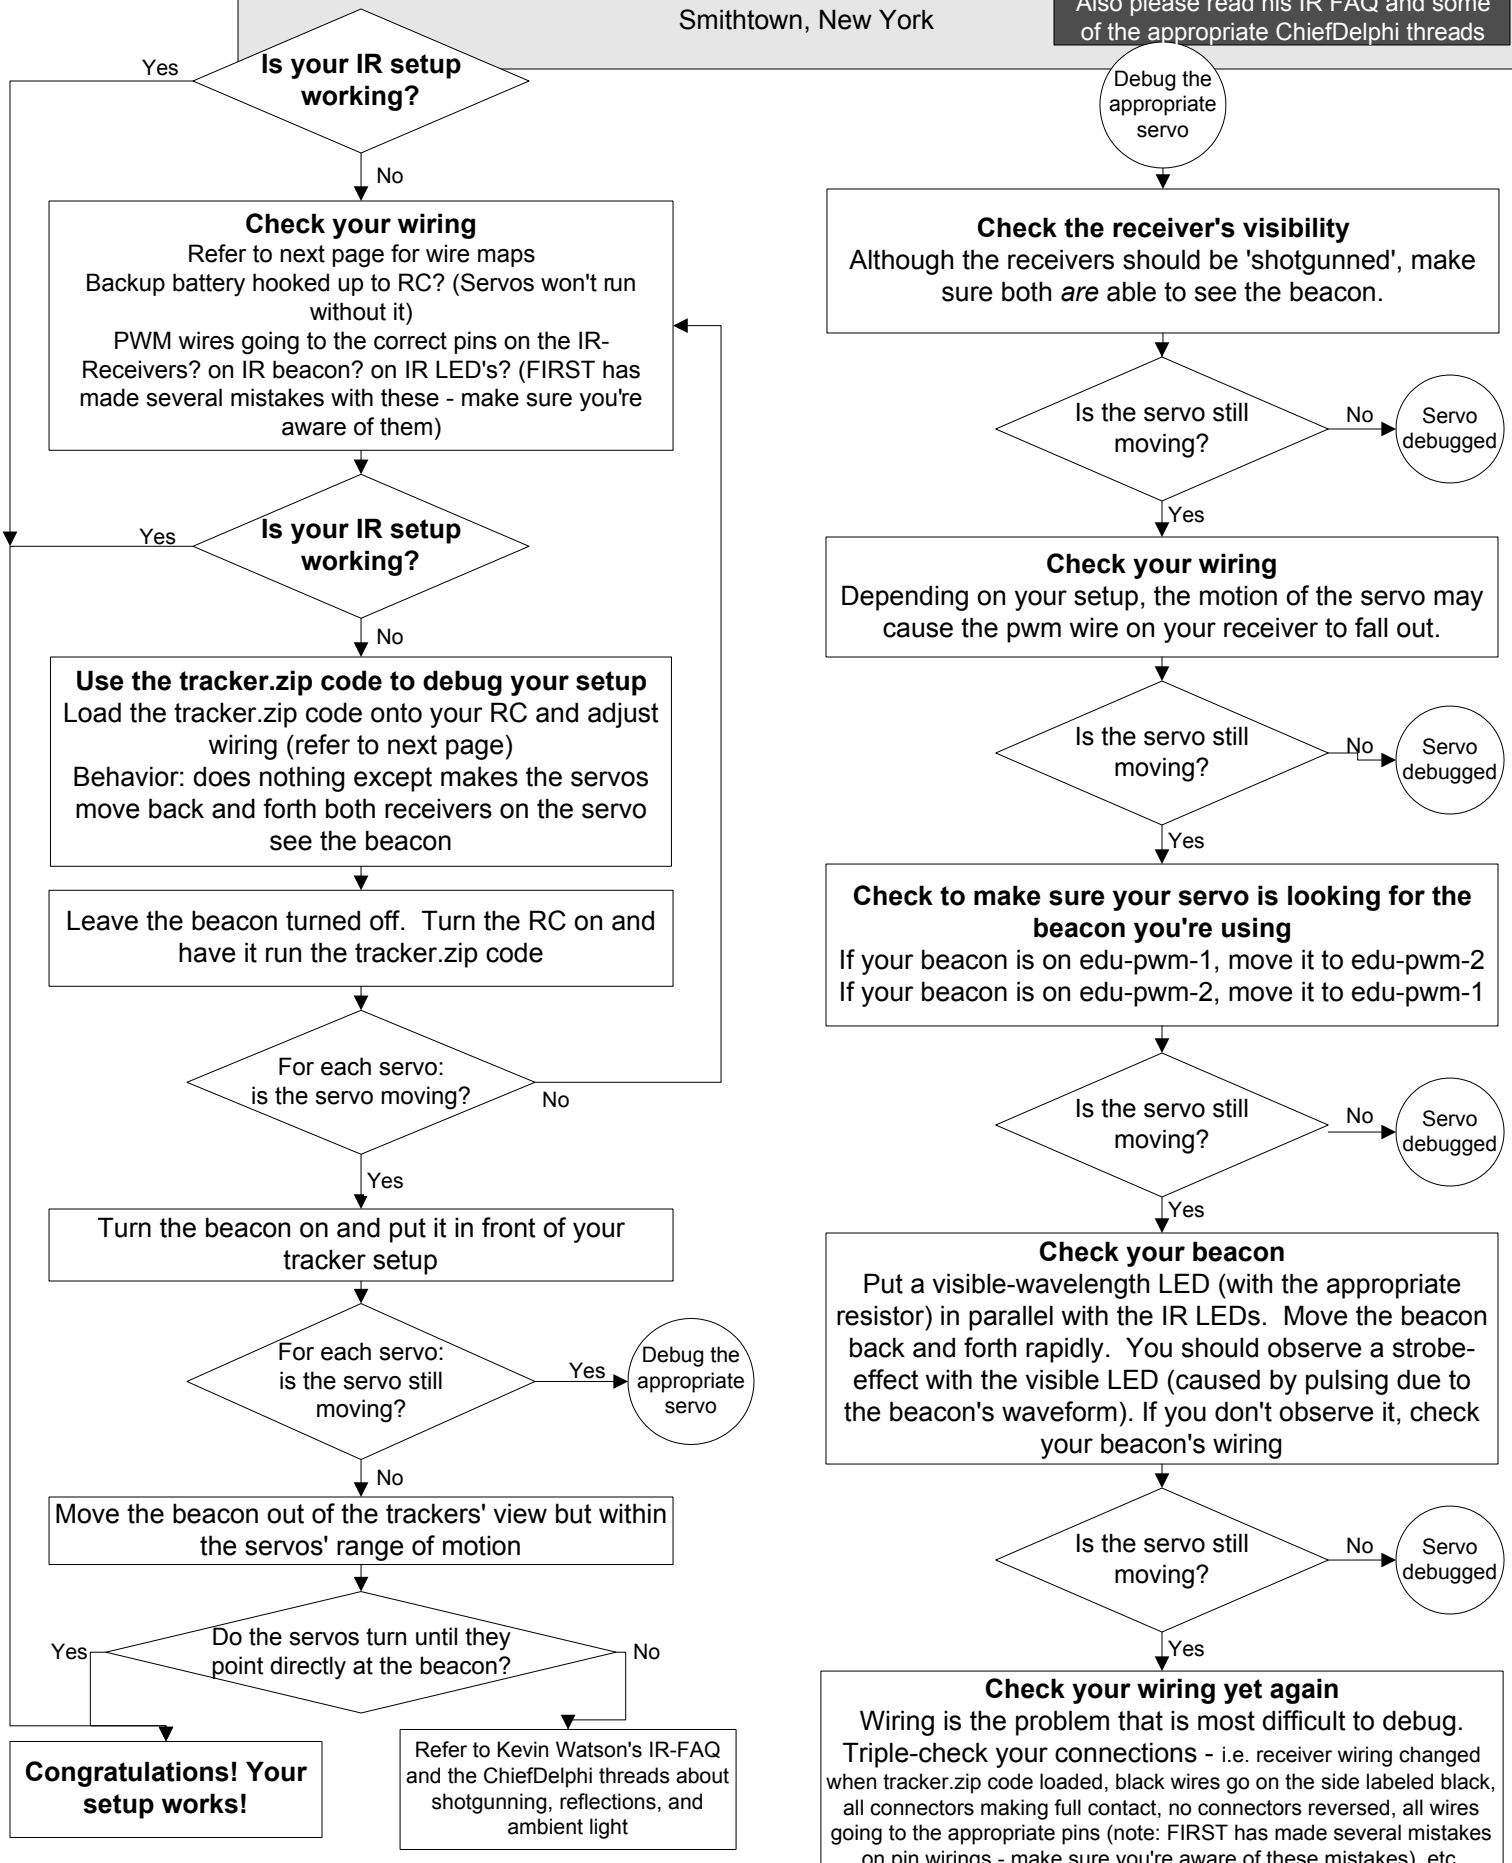 Smithtown, New York
Also please read his IR FAQ and some
of the appropriate ChiefDelphi threads
Is your IR setup
working?
Yes
No
Check your wiring
Refer to next page for wire maps
Backup battery hooked up to RC? (Servos won't run
without it)
PWM wires going to the correct pins on the IR-
Receivers? on IR beacon? on IR LED's? (FIRST has
made several mistakes with these - make sure you're
aware of them)
Is your IR setup
working?
Yes
No
Use the tracker.zip code to debug your setup
Load the tracker.zip code onto your RC and adjust
wiring (refer to next page)
Behavior: does nothing except makes the servos
move back and forth both receivers on the servo
see the beacon
Leave the beacon turned off.  Turn the RC on and
have it run the tracker.zip code
For each servo:
is the servo moving?
No
Yes
Turn the beacon on and put it in front of your
tracker setup
For each servo:
is the servo still
moving?
Yes
Debug the
appropriate
servo
No
Move the beacon out of the trackers' view but within
the servos' range of motion
Do the servos turn until they
point directly at the beacon?
Yes
No
Congratulations! Your
setup works!
Refer to Kevin Watson's IR-FAQ
and the ChiefDelphi threads about
shotgunning, reflections, and
ambient light
Debug the
appropriate
servo
Check the receiver's visibility
Although the receivers should be 'shotgunned', make
sure both are able to see the beacon.
Is the servo still
moving?
No
Servo
debugged
Yes
Check your wiring
Depending on your setup, the motion of the servo may
cause the pwm wire on your receiver to fall out.
Is the servo still
moving?
No
Servo
debugged
Yes
Check to make sure your servo is looking for the
beacon you're using
If your beacon is on edu-pwm-1, move it to edu-pwm-2
If your beacon is on edu-pwm-2, move it to edu-pwm-1
Is the servo still
moving?
No
Servo
debugged
Yes
Check your beacon
Put a visible-wavelength LED (with the appropriate
resistor) in parallel with the IR LEDs.  Move the beacon
back and forth rapidly.  You should observe a strobe-
effect with the visible LED (caused by pulsing due to
the beacon's waveform). If you don't observe it, check
your beacon's wiring
Is the servo still
moving?
No
Servo
debugged
Yes
Check your wiring yet again
Wiring is the problem that is most difficult to debug.
Triple-check your connections - i.e. receiver wiring changed
when tracker.zip code loaded, black wires go on the side labeled black,
all connectors making full contact, no connectors reversed, all wires
going to the appropriate pins (note: FIRST has made several mistakes
on pin wirings - make sure you're aware of these mistakes), etc